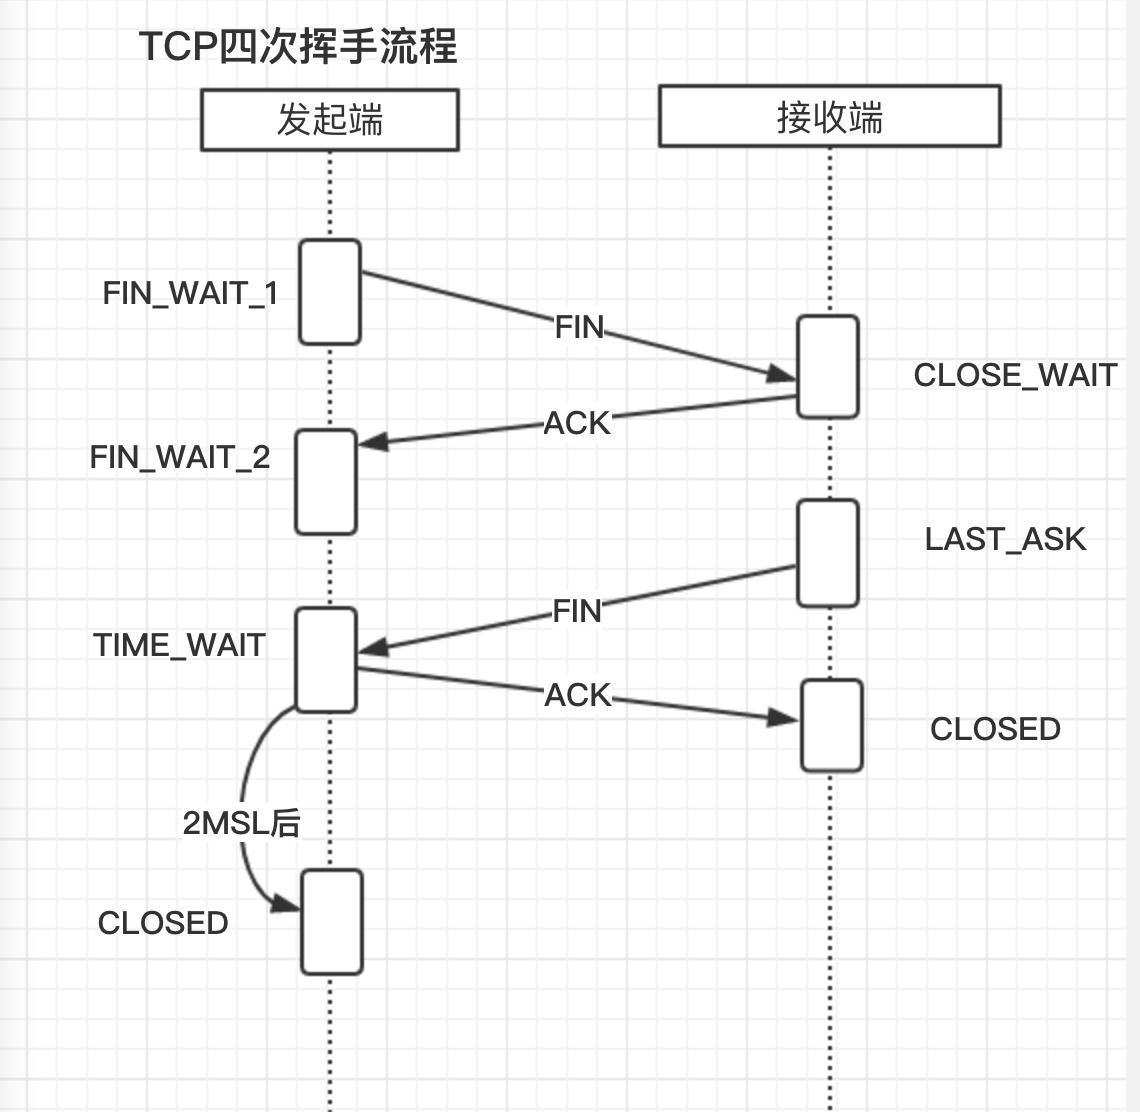 TCP四次挥手流程
发起端
接收端
FIN_WAIT_1
FIN
CLOSE_WAIT
ACK
FIN_WAIT_2
LAST_ASK
FIN
TIME_WAIT
ACK
CLOSED
2MSL后
CLOSED